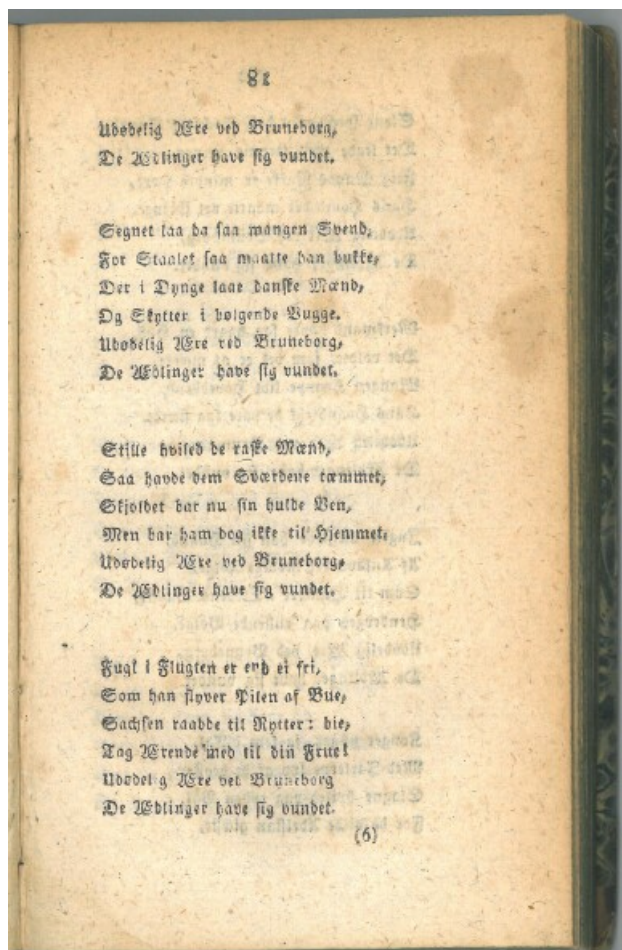 81
Udødelig Ære ved Bruneborg,
De Ædlinger have sig vundet.
Segnet laa da saa mangen Svend,
For Staalet saa maatte han bukke,
Der i Dynge laae danske Mænd,
Og Skytter i bølgende Vugge.
Udødelig Ære ved Bruneborg,
De Ædlinger have sig vundet.
Stille hviled de raske Mænd,
Saa havde dem Sværdene tæmmet,
Skjoldet bar nu sin hulde Ven,
Men bar ham dog ikke til Hjemmet.
Udødelig Ære ved Bruneborg,
De Ædlinger have sig vundet.
Fugl i Flugten er end ei fri,
Som han flyver Pilen af Bue,
Sachsen raabde til Rytter: bie,
Tag Ærende med til din Frue!
Udødel g Ære vet Bruneborg
De Ædlinger have sig vundet.
(6)